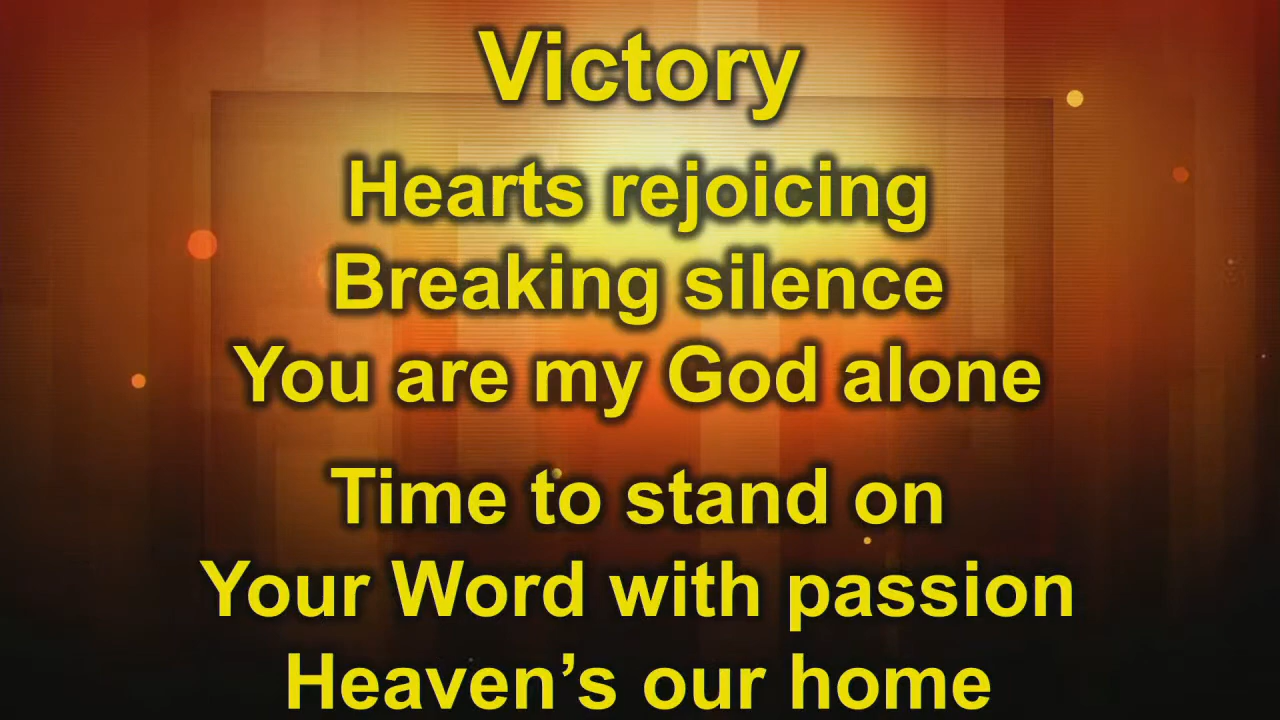 Victory
Hearts rejoicing
Breaking silence
You are my God alone
Time to stand on
Your Word with passion
Heaven’s our home